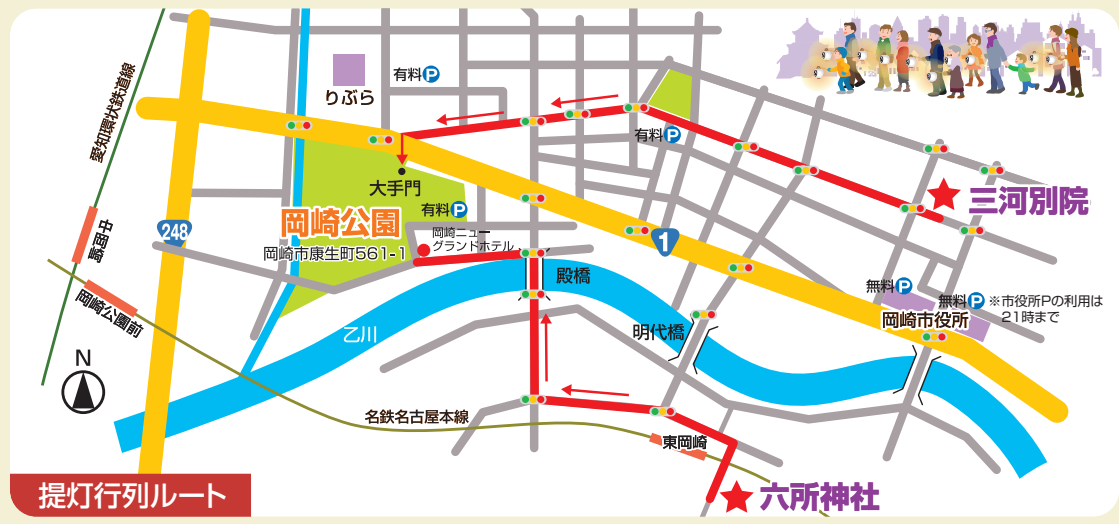 愛知環状鉄道線
りぶら
有料P
有料P
大手門
有料P
岡崎公園
岡崎市康生町561-1
岡崎ニュー
グランドホテル
三河別院
248
1
中岡崎
岡崎公園前
殿橋
乙川
明代橋
無料P
無料P
※市役所Pの利用は
21時まで
岡崎市役所
N
名鉄名古屋本線
東岡崎
六所神社
提灯行列ルート